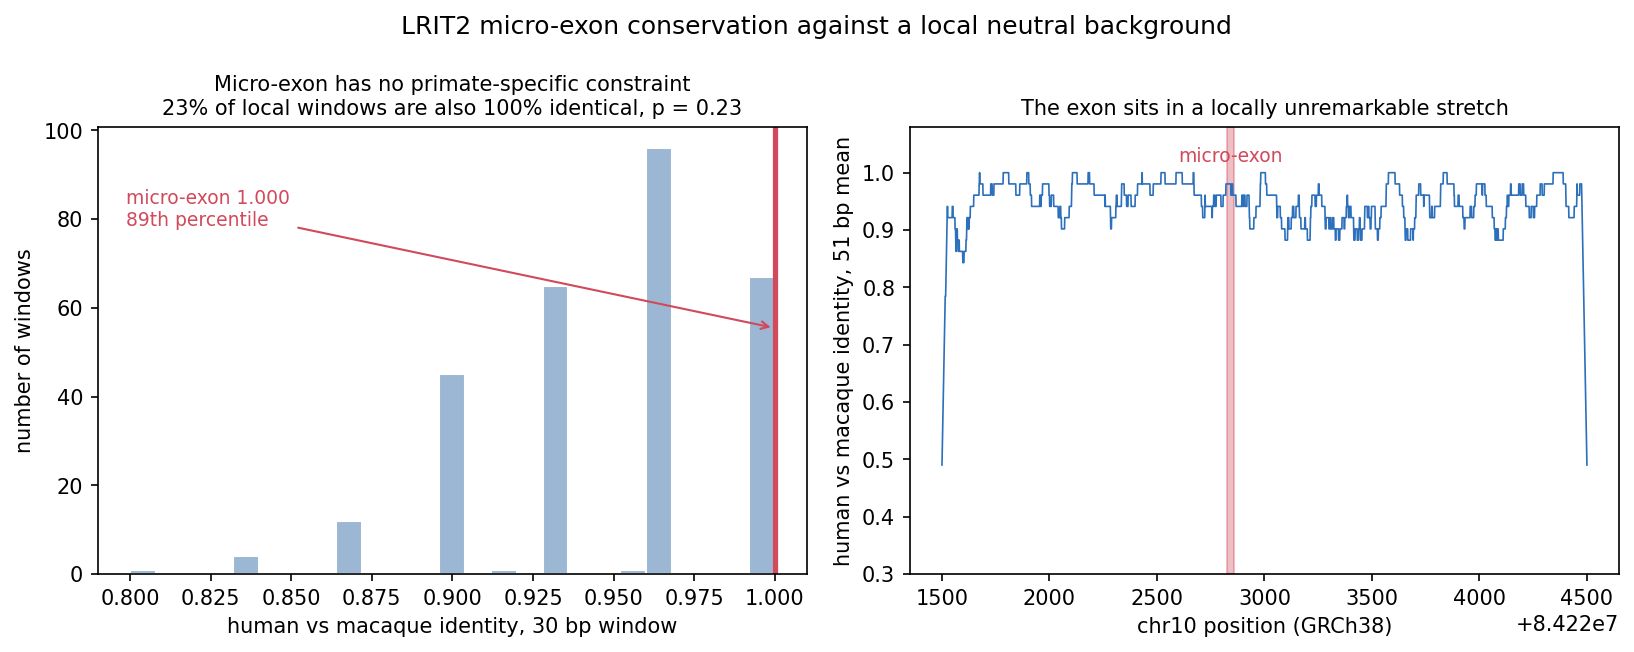 LRIT2 micro-exon conservation against a local neutral background
Micro-exon has no primate-specific constraint
23% of local windows are also 100% identical, p = 0.23
number of windows
100
80
60
40
20
0
micro-exon 1.000
89th percentile
0.800 0.825 0.850 0.875 0.900 0.925 0.950 0.975 1.000
human vs macaque identity, 30 bp window
The exon sits in a locally unremarkable stretch
human vs macaque identity, 51 bp mean
1.0
0.9
0.8
0.7
0.6
0.5
0.4
0.3
micro-exon
1500 2000 2500 3000 3500 4000 4500
+8.422e7
chr10 position (GRCh38)